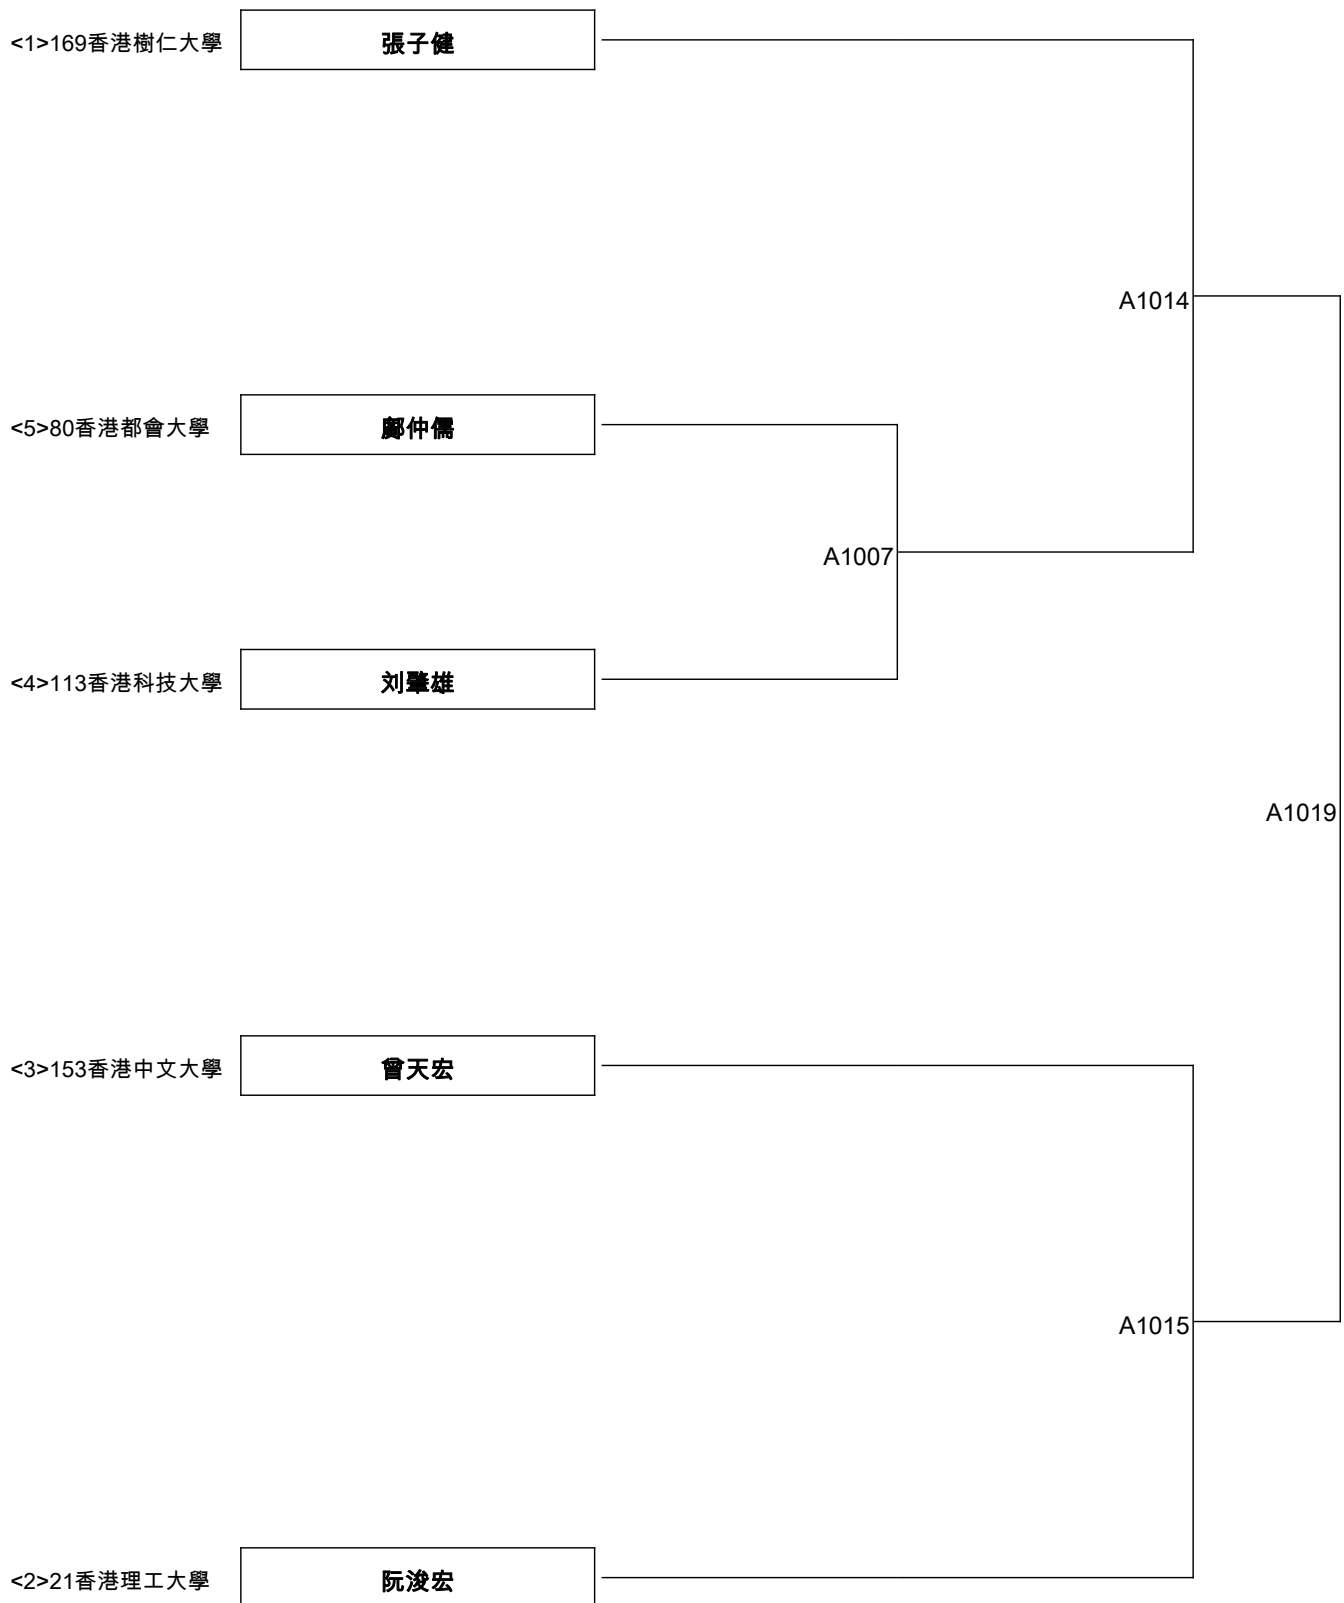 <1>169香港樹仁大學
張子健
A1014
<5>80香港都會大學
鄺仲儒
A1007
<4>113香港科技大學
刘肇雄
A1019
<3>153香港中文大學
曾天宏
A1015
<2>21香港理工大學
阮浚宏